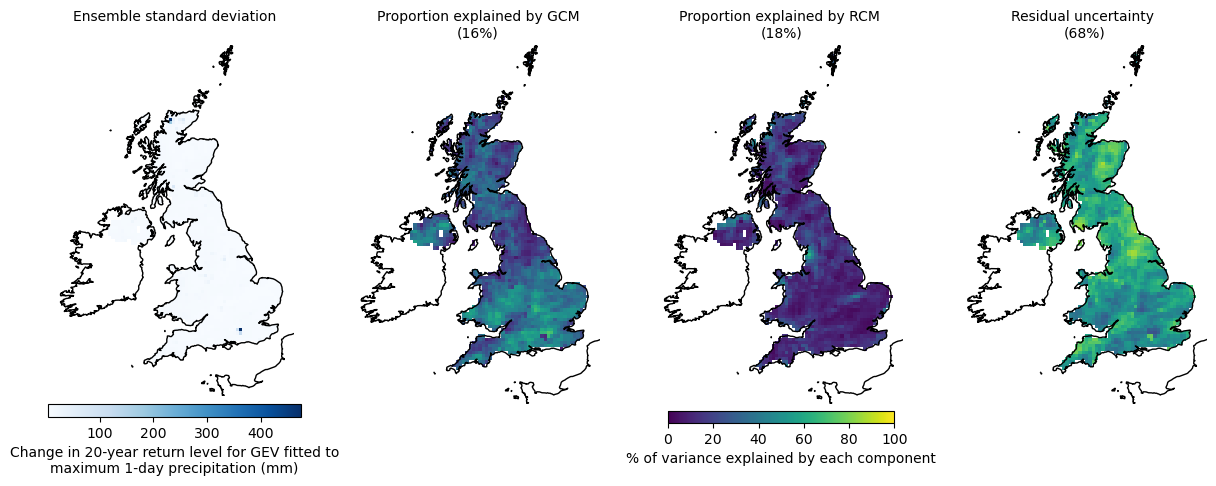 Ensemble standard deviation
Proportion explained by GCM
(16%)
Proportion explained by RCM
(18%)
Residual uncertainty
(68%)
100 200 300 400
Change in 20-year return level for GEV fitted to
maximum 1-day precipitation (mm)
0 20 40 60 80 100
% of variance explained by each component